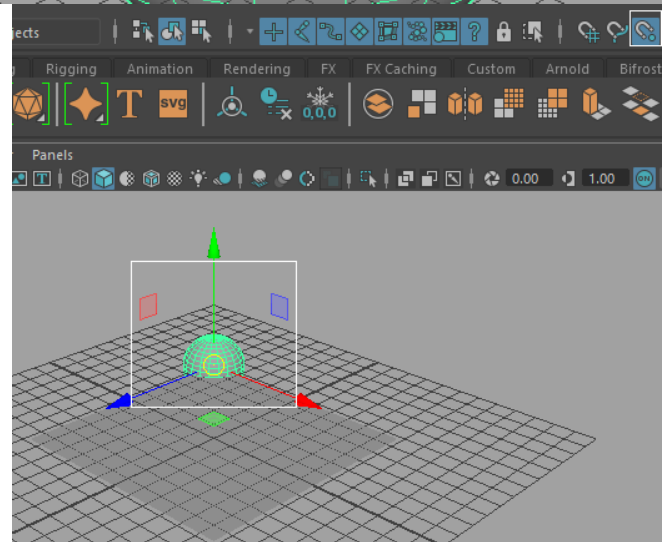 jects
Rigging Animation Rendering FX FX Caching Custom Arnold Bifrost
T svg 0,0,0
Panels
T 0.00 1.00 ON